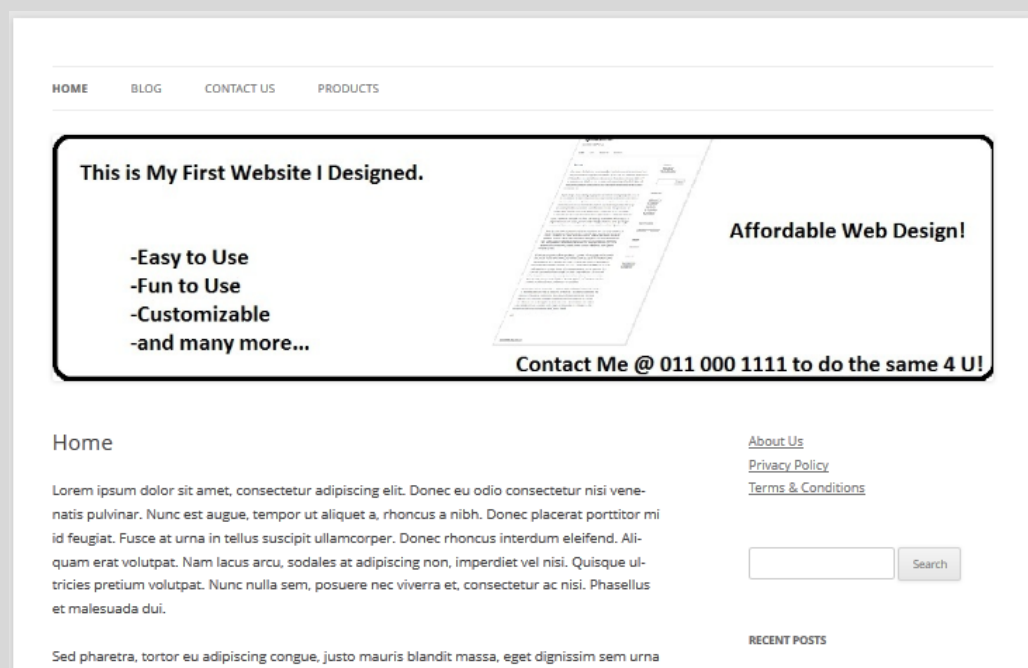 HOME BLOG CONTACT US PRODUCTS
This is My First Website I Designed.
-Easy to Use
-Fun to Use
-Customizable
-and many more...
Affordable Web Design!
Contact Me @ 011 000 1111 to do the same 4 U!
Home
Lorem ipsum dolor sit amet, consectetur adipiscing elit. Donec eu odio consectetur nisi vene-
natis pulvinar. Nunc est augue, tempor ut aliquet a, rhoncus a nibh. Donec placerat porttitor mi
id feugiat. Fusce at urna in tellus suscipit ullamcorper. Donec rhoncus interdum eleifend. Ali-
quam erat volutpat. Nam lacus arcu, sodales at adipiscing non, imperdiet vel nisi. Quisque ul-
tricies pretium volutpat. Nunc nulla sem, posuere nec viverra et, consectetur ac nisi. Phasellus
et malesuada dui.
Sed pharetra, tortor eu adipiscing congue, justo mauris blandit massa, eget dignissim sem urna
About Us
Privacy Policy
Terms & Conditions
Search
RECENT POSTS